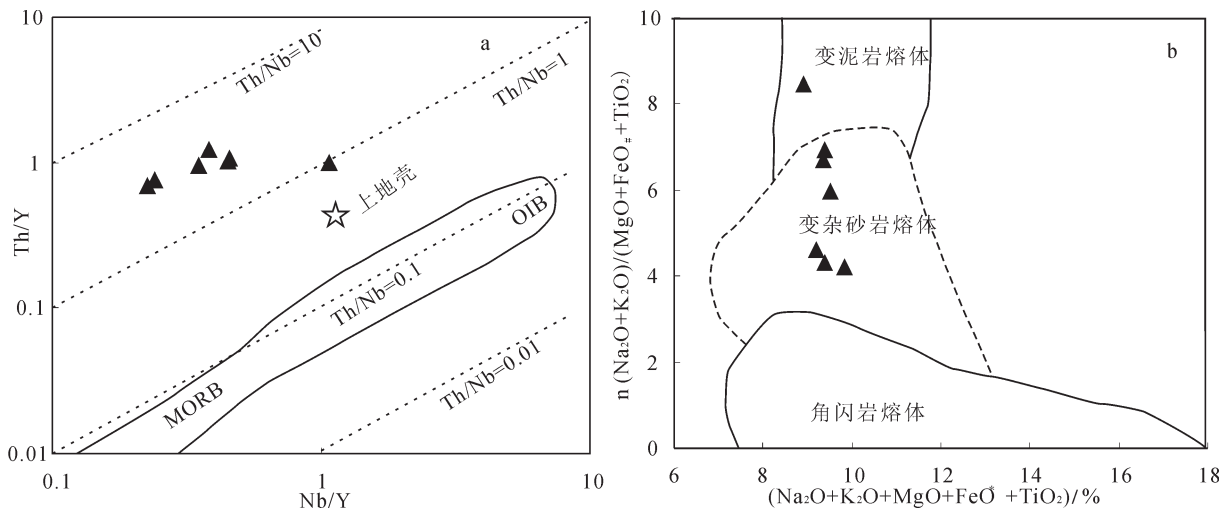 10
1
0.1
0.01
0.1
1
10
Th/Y
Nb/Y
a
Th/Nb=10
Th/Nb=1
Th/Nb=0.1
Th/Nb=0.01
上地壳
OIB
MORB
10
8
6
4
2
0
6
8
10
12
14
16
18
n(Na₂O+K₂O)/(MgO+FeO#+TiO₂)
(Na₂O+K₂O+MgO+FeO* +TiO₂)/%
b
变泥岩熔体
变杂砂岩熔体
角闪岩熔体